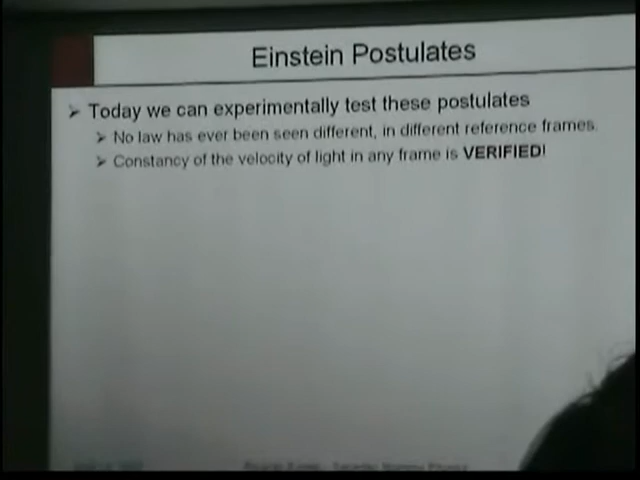 Einstein Postulates
➢ Today we can experimentally test these postulates
➢ No law has ever been seen different, in different reference frames.
➢ Constancy of the velocity of light in any frame is VERIFIED!